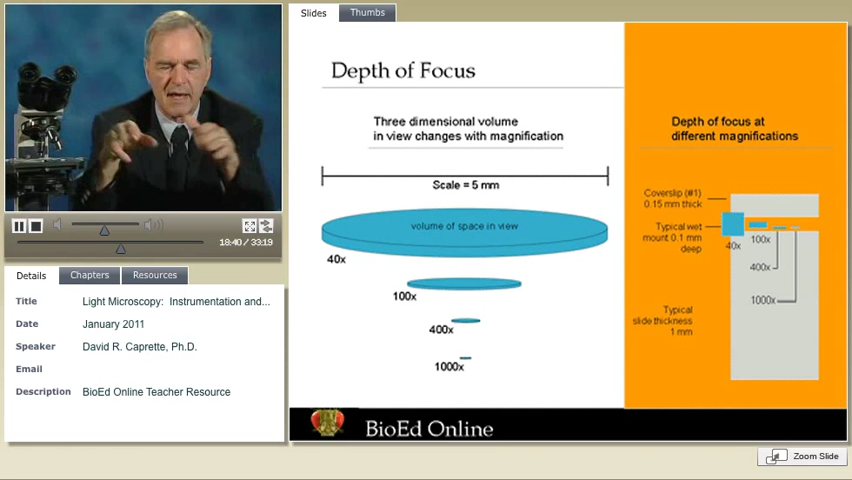 Slides
Thumbs
Depth of Focus
Three dimensional volume
in view changes with magnification
Scale = 5 mm
volume of space in view
40x
100x
400x
1000x
Depth of focus at
different magnifications
Coverslip (#1)
0.15 mm thick
Typical wet
mount 0.1 mm
deep
40x
100x
400x
1000x
Typical
slide thickness
1 mm
BioEd Online
18:40 / 33:19
Details
Chapters
Resources
Title
Light Microscopy: Instrumentation and...
Date
January 2011
Speaker
David R. Caprette, Ph.D.
Email
Description
BioEd Online Teacher Resource
Zoom Slide